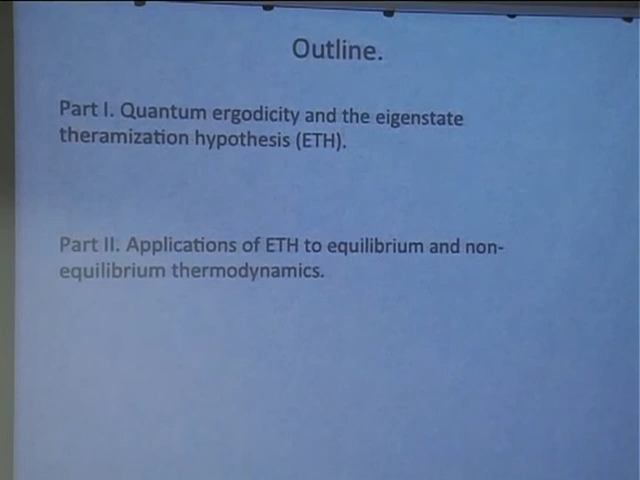 Outline.
Part I. Quantum ergodicity and the eigenstate
theramization hypothesis (ETH).
Part II. Applications of ETH to equilibrium and non-
equilibrium thermodynamics.